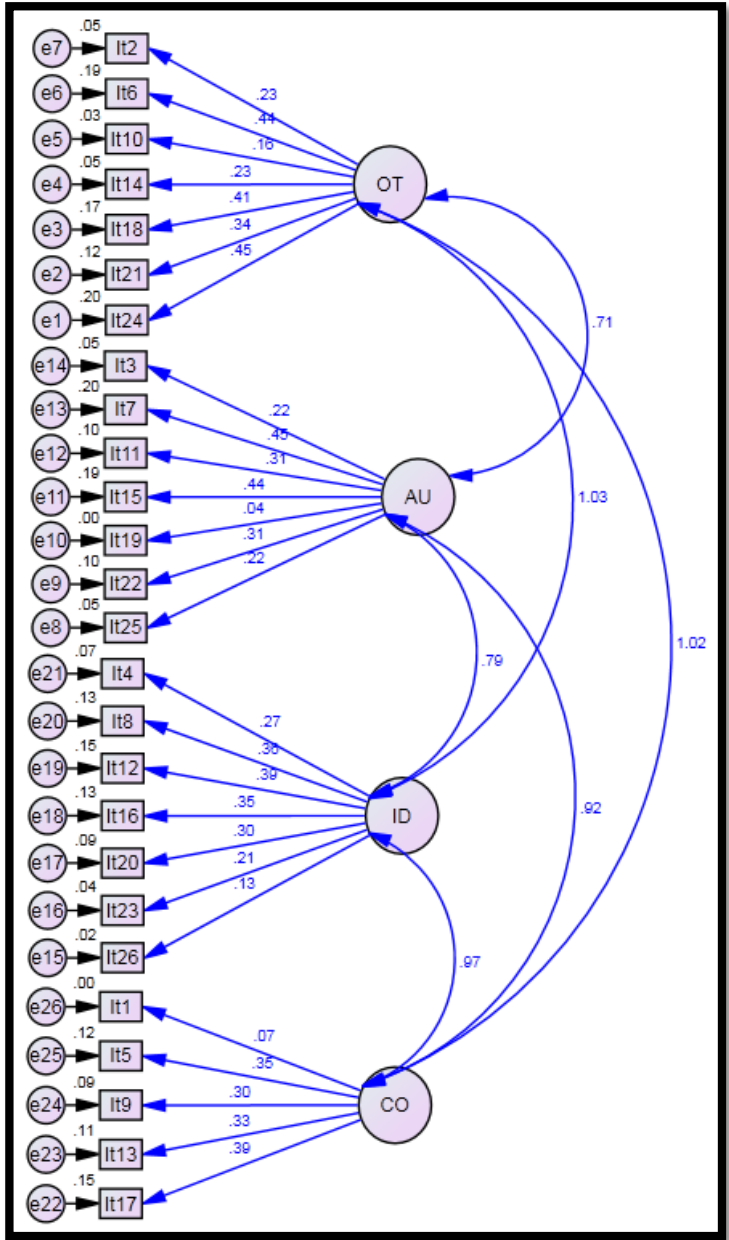 .05
e7 It2
.19
e6 It6
.23
.03
.44
e5 It10
.16
.05
e4 It14
.23
OT
.17
.41
e3 It18
.34
.12
e2 It21
.45
.20
e1 It24
.71
.05
e14 It3
.20
.22
e13 It7
.45
.10
e12 It11
.31
.19
e11 It15
.44
AU
1.03
.00
.04
e10 It19
.31
.10
e9 It22
.22
.05
e8 It25
1.02
.07
.79
e21 It4
.13
.27
e20 It8
.36
.15
e19 It12
.39
.13
.35
.92
e18 It16
ID
.09
.30
e17 It20
.21
.04
e16 It23
.13
.02
e15 It26
.97
.00
e26 It1
.12
.07
e25 It5
.35
.09
.30
e24 It9
CO
.11
.33
e23 It13
.39
.15
e22 It17